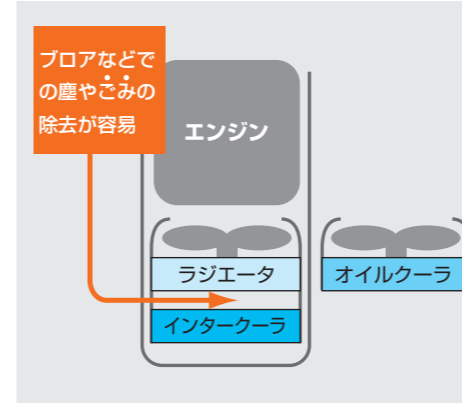 ブロアなどで
の塵やごみの
除去が容易
エンジン
ラジエータ
オイルクーラ
インタークーラ